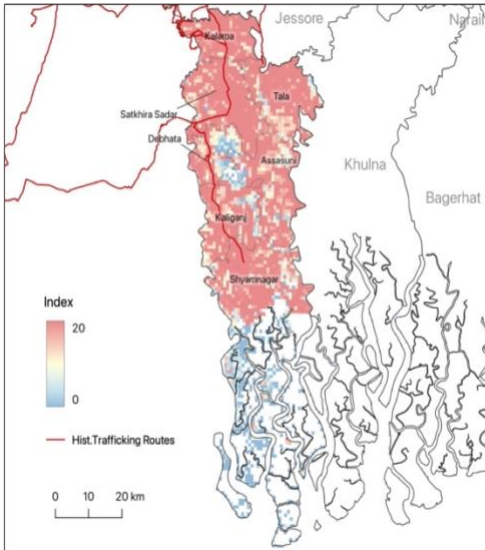 Jessore
Narail
Kalaroa
Tala
Satkhira Sadar
Debhata
Assasuni
Khulna
Bagerhat
Kaliganj
Shyamnagar
Index
20
0
Hist.Trafficking Routes
0 10 20 km